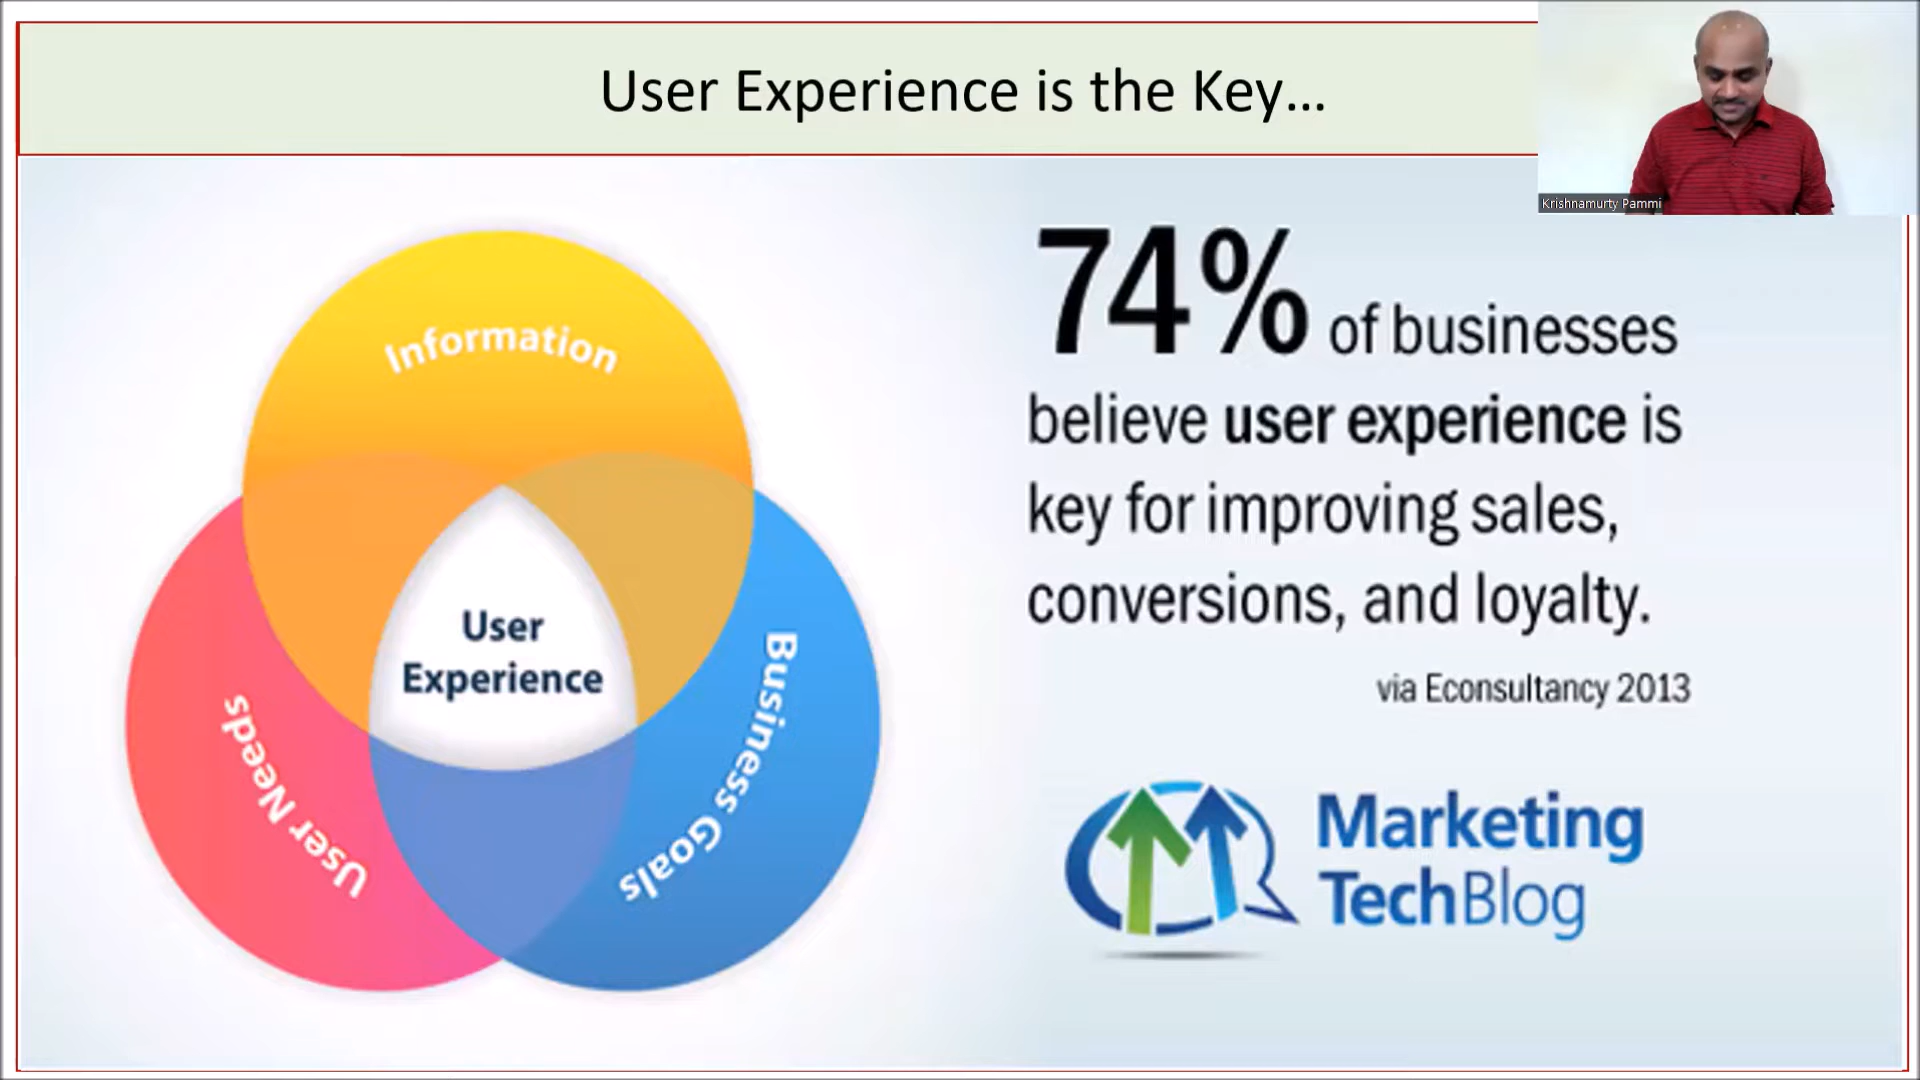 User Experience is the Key...
Krishnamurty Pammi
Information
User
Experience
User Needs
Business Goals
74% of businesses
believe user experience is
key for improving sales,
conversions, and loyalty.
via Econsultancy 2013
Marketing
TechBlog